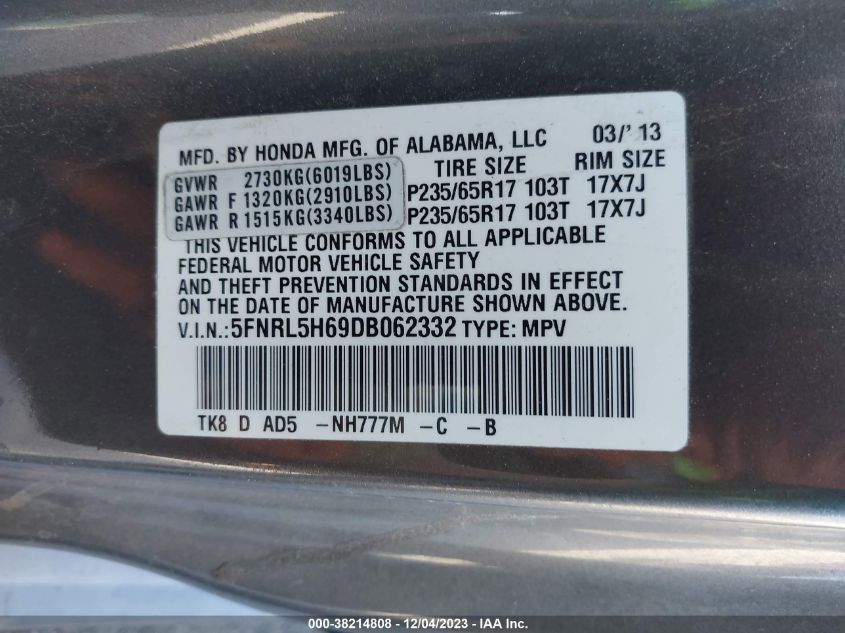 MFD. BY HONDA MFG. OF ALABAMA, LLC 03/'13
GVWR 2730KG(6019LBS) TIRE SIZE RIM SIZE
GAWR F 1320KG(2910LBS) P235/65R17 103T 17X7J
GAWR R 1515KG(3340LBS) P235/65R17 103T 17X7J
THIS VEHICLE CONFORMS TO ALL APPLICABLE
FEDERAL MOTOR VEHICLE SAFETY
AND THEFT PREVENTION STANDARDS IN EFFECT
ON THE DATE OF MANUFACTURE SHOWN ABOVE.
V.I.N.:5FNRL5H69DB062332 TYPE: MPV
TK8 D AD5 -NH777M -C -B
000-38214808 - 12/04/2023 - IAA Inc.